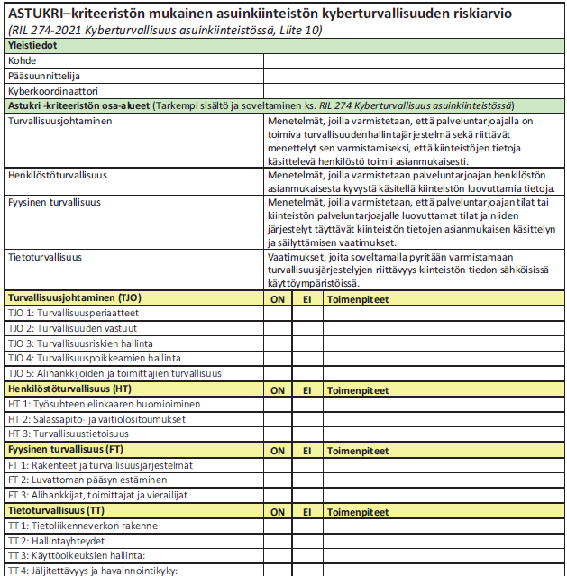 ASTUKRI–kriteeristön mukainen asuinkiinteistön kyberturvallisuuden riskiarvio
(RIL 274-2021 Kyberturvallisuus asuinkiinteistössä, Liite 10)
Yleistiedot
Kohde
Pääsuunnittelija
Kyberkoordinaattori
Astukri -kriteeristön osa-alueet (Tarkempi sisältö ja soveltaminen ks. RIL 274 Kyberturvallisuus asuinkiinteistössä)
Turvallisuusjohtaminen
Menetelmät, joilla varmistetaan, että palveluntarjoajalla on
toimiva turvallisuudenhallintajärjestelmä sekä riittävät
menettelyt sen varmistamiseksi, että kiinteistöjen tietoja
käsittelevä henkilöstö toimii asianmukaisesti.
Henkilöstöturvallisuus
Menetelmät, joilla varmistetaan palveluntarjoajan henkilöstön
asianmukaisesta kyvystä käsitellä kiinteistön luovuttamia tietoja.
Fyysinen turvallisuus
Menetelmät, joilla varmistetaan, että palveluntarjoajan tilat tai
kiinteistön palveluntarjoajalle luovuttamat tilat ja niiden
järjestelyt täyttävät kiinteistön tietojen asianmukaisen käsittelyn
ja säilyttämisen vaatimukset.
Tietoturvallisuus
Vaatimukset, joita soveltamalla pyritään varmistamaan
turvallisuusjärjestelyjen riittävyys kiinteistön tiedon sähköisissä
käyttöympäristöissä.
Turvallisuusjohtaminen (TJO) ON EI Toimenpiteet
TJO 1: Turvallisuusperiaatteet
TJO 2: Turvallisuuden vastuut
TJO 3: Turvallisuusriskien hallinta
TJO 4: Turvallisuuspoikkeamien hallinta
TJO 5: Alihankkijoiden ja toimittajien turvallisuus
Henkilöstöturvallisuus (HT) ON EI Toimenpiteet
HT 1: Työsuhteen elinkaaren huomioiminen
HT 2: Salassapito- ja vaitiolositoumukset
HT 3: Turvallisuustietoisuus
Fyysinen turvallisuus (FT) ON EI Toimenpiteet
FT 1: Rakenteet ja turvallisuusjärjestelmät
FT 2: Luvattoman pääsyn estäminen
FT 3: Alihankkijat, toimittajat ja vierailijat
Tietoturvallisuus (TT) ON EI Toimenpiteet
TT 1: Tietoliikenneverkon rakenne
TT 2: Hallintayhteydet
TT 3: Käyttöoikeuksien hallinta:
TT 4: Jäljitettävyys ja havainnointikyky: